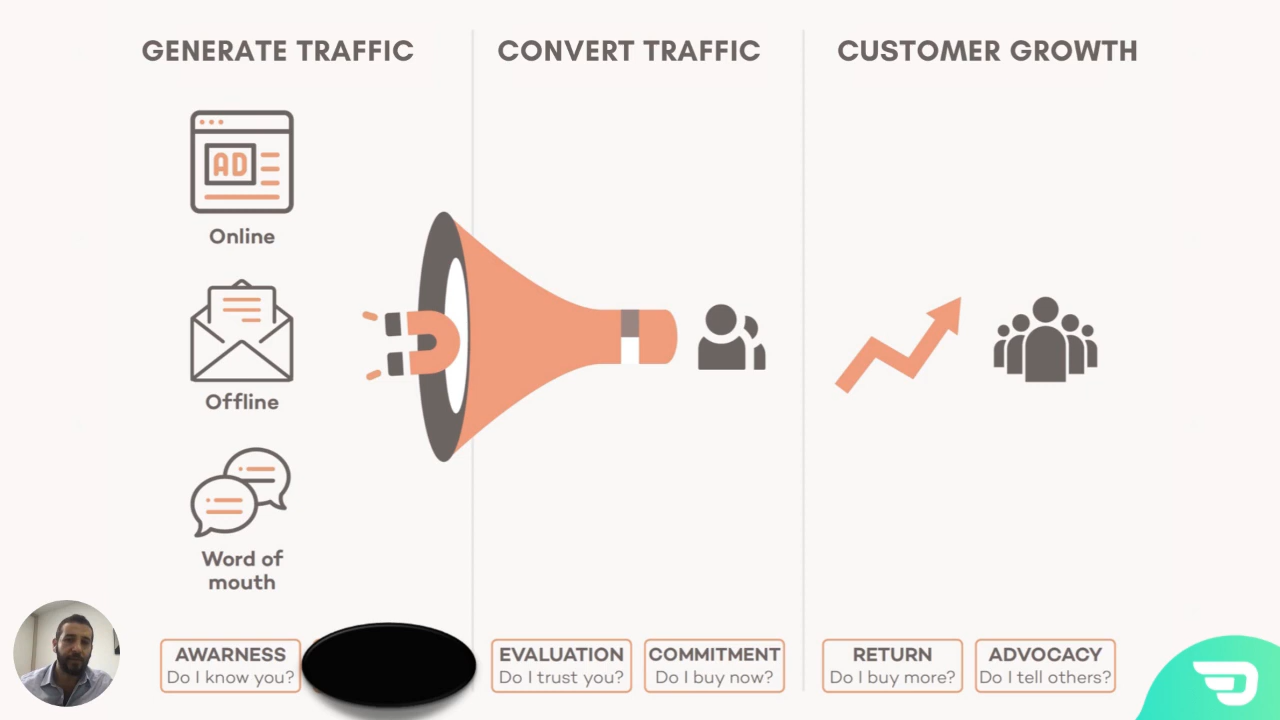 GENERATE TRAFFIC
CONVERT TRAFFIC
CUSTOMER GROWTH
AD
Online
Offline
Word of
mouth
AWARNESS
Do I know you?
EVALUATION
Do I trust you?
COMMITMENT
Do I buy now?
RETURN
Do I buy more?
ADVOCACY
Do I tell others?